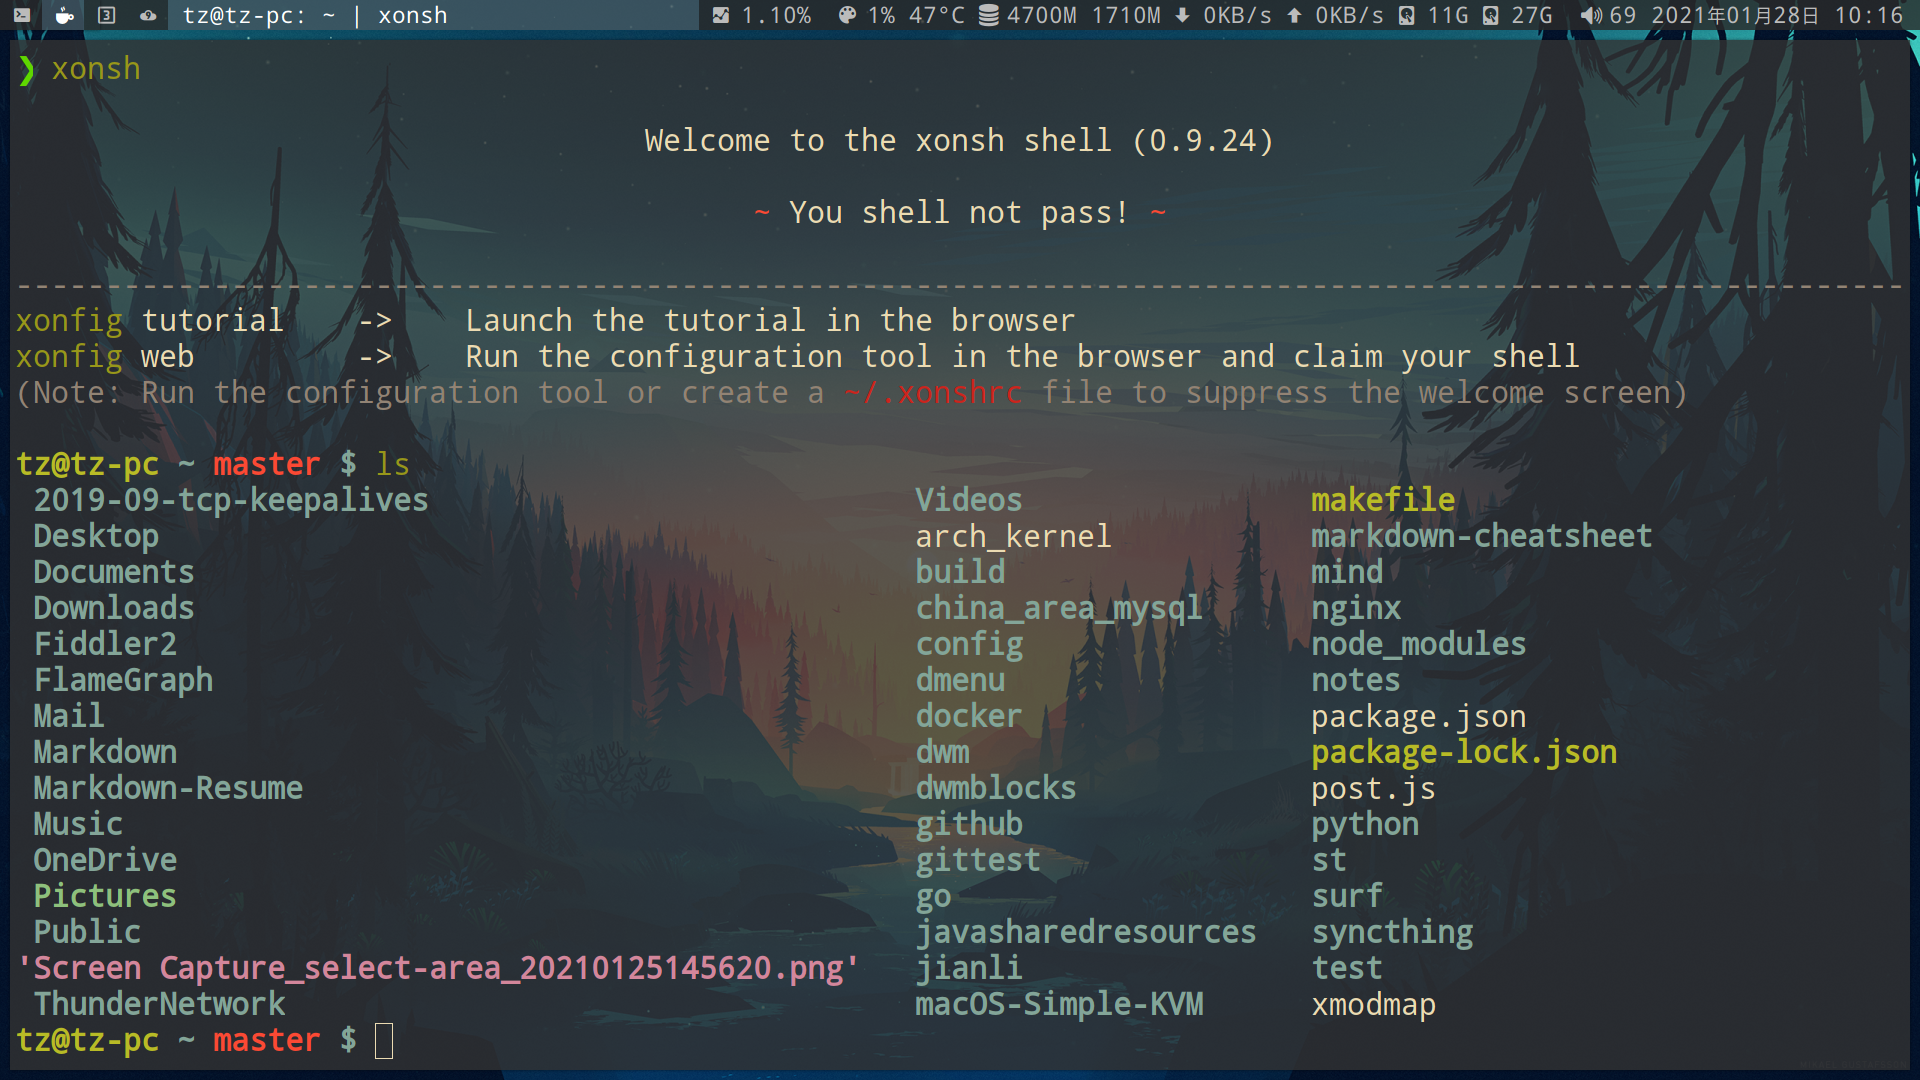 3 tz@tz-pc: ~ | xonsh 1.10% 1% 47°C 4700M 1710M 0KB/s 0KB/s 11G 27G 69 2021年01月28日 10:16
❯ xonsh
Welcome to the xonsh shell (0.9.24)
~ You shell not pass! ~
---------------------------------------------------------------------------------------------------------
xonfig tutorial -> Launch the tutorial in the browser
xonfig web -> Run the configuration tool in the browser and claim your shell
(Note: Run the configuration tool or create a ~/.xonshrc file to suppress the welcome screen)
tz@tz-pc ~ master $ ls
2019-09-tcp-keepalives Videos makefile
Desktop arch_kernel markdown-cheatsheet
Documents build mind
Downloads china_area_mysql nginx
Fiddler2 config node_modules
FlameGraph dmenu notes
Mail docker package.json
Markdown dwm package-lock.json
Markdown-Resume dwmblocks post.js
Music github python
OneDrive gittest st
Pictures go surf
Public javasharedresources syncthing
'Screen Capture_select-area_20210125145620.png' jianli test
ThunderNetwork macOS-Simple-KVM xmodmap
tz@tz-pc ~ master $